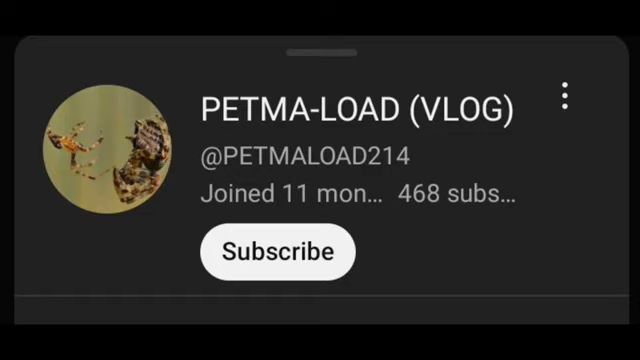 PETMA-LOAD (VLOG)
@PETMALOAD214
Joined 11 mon... 468 subs...
Subscribe